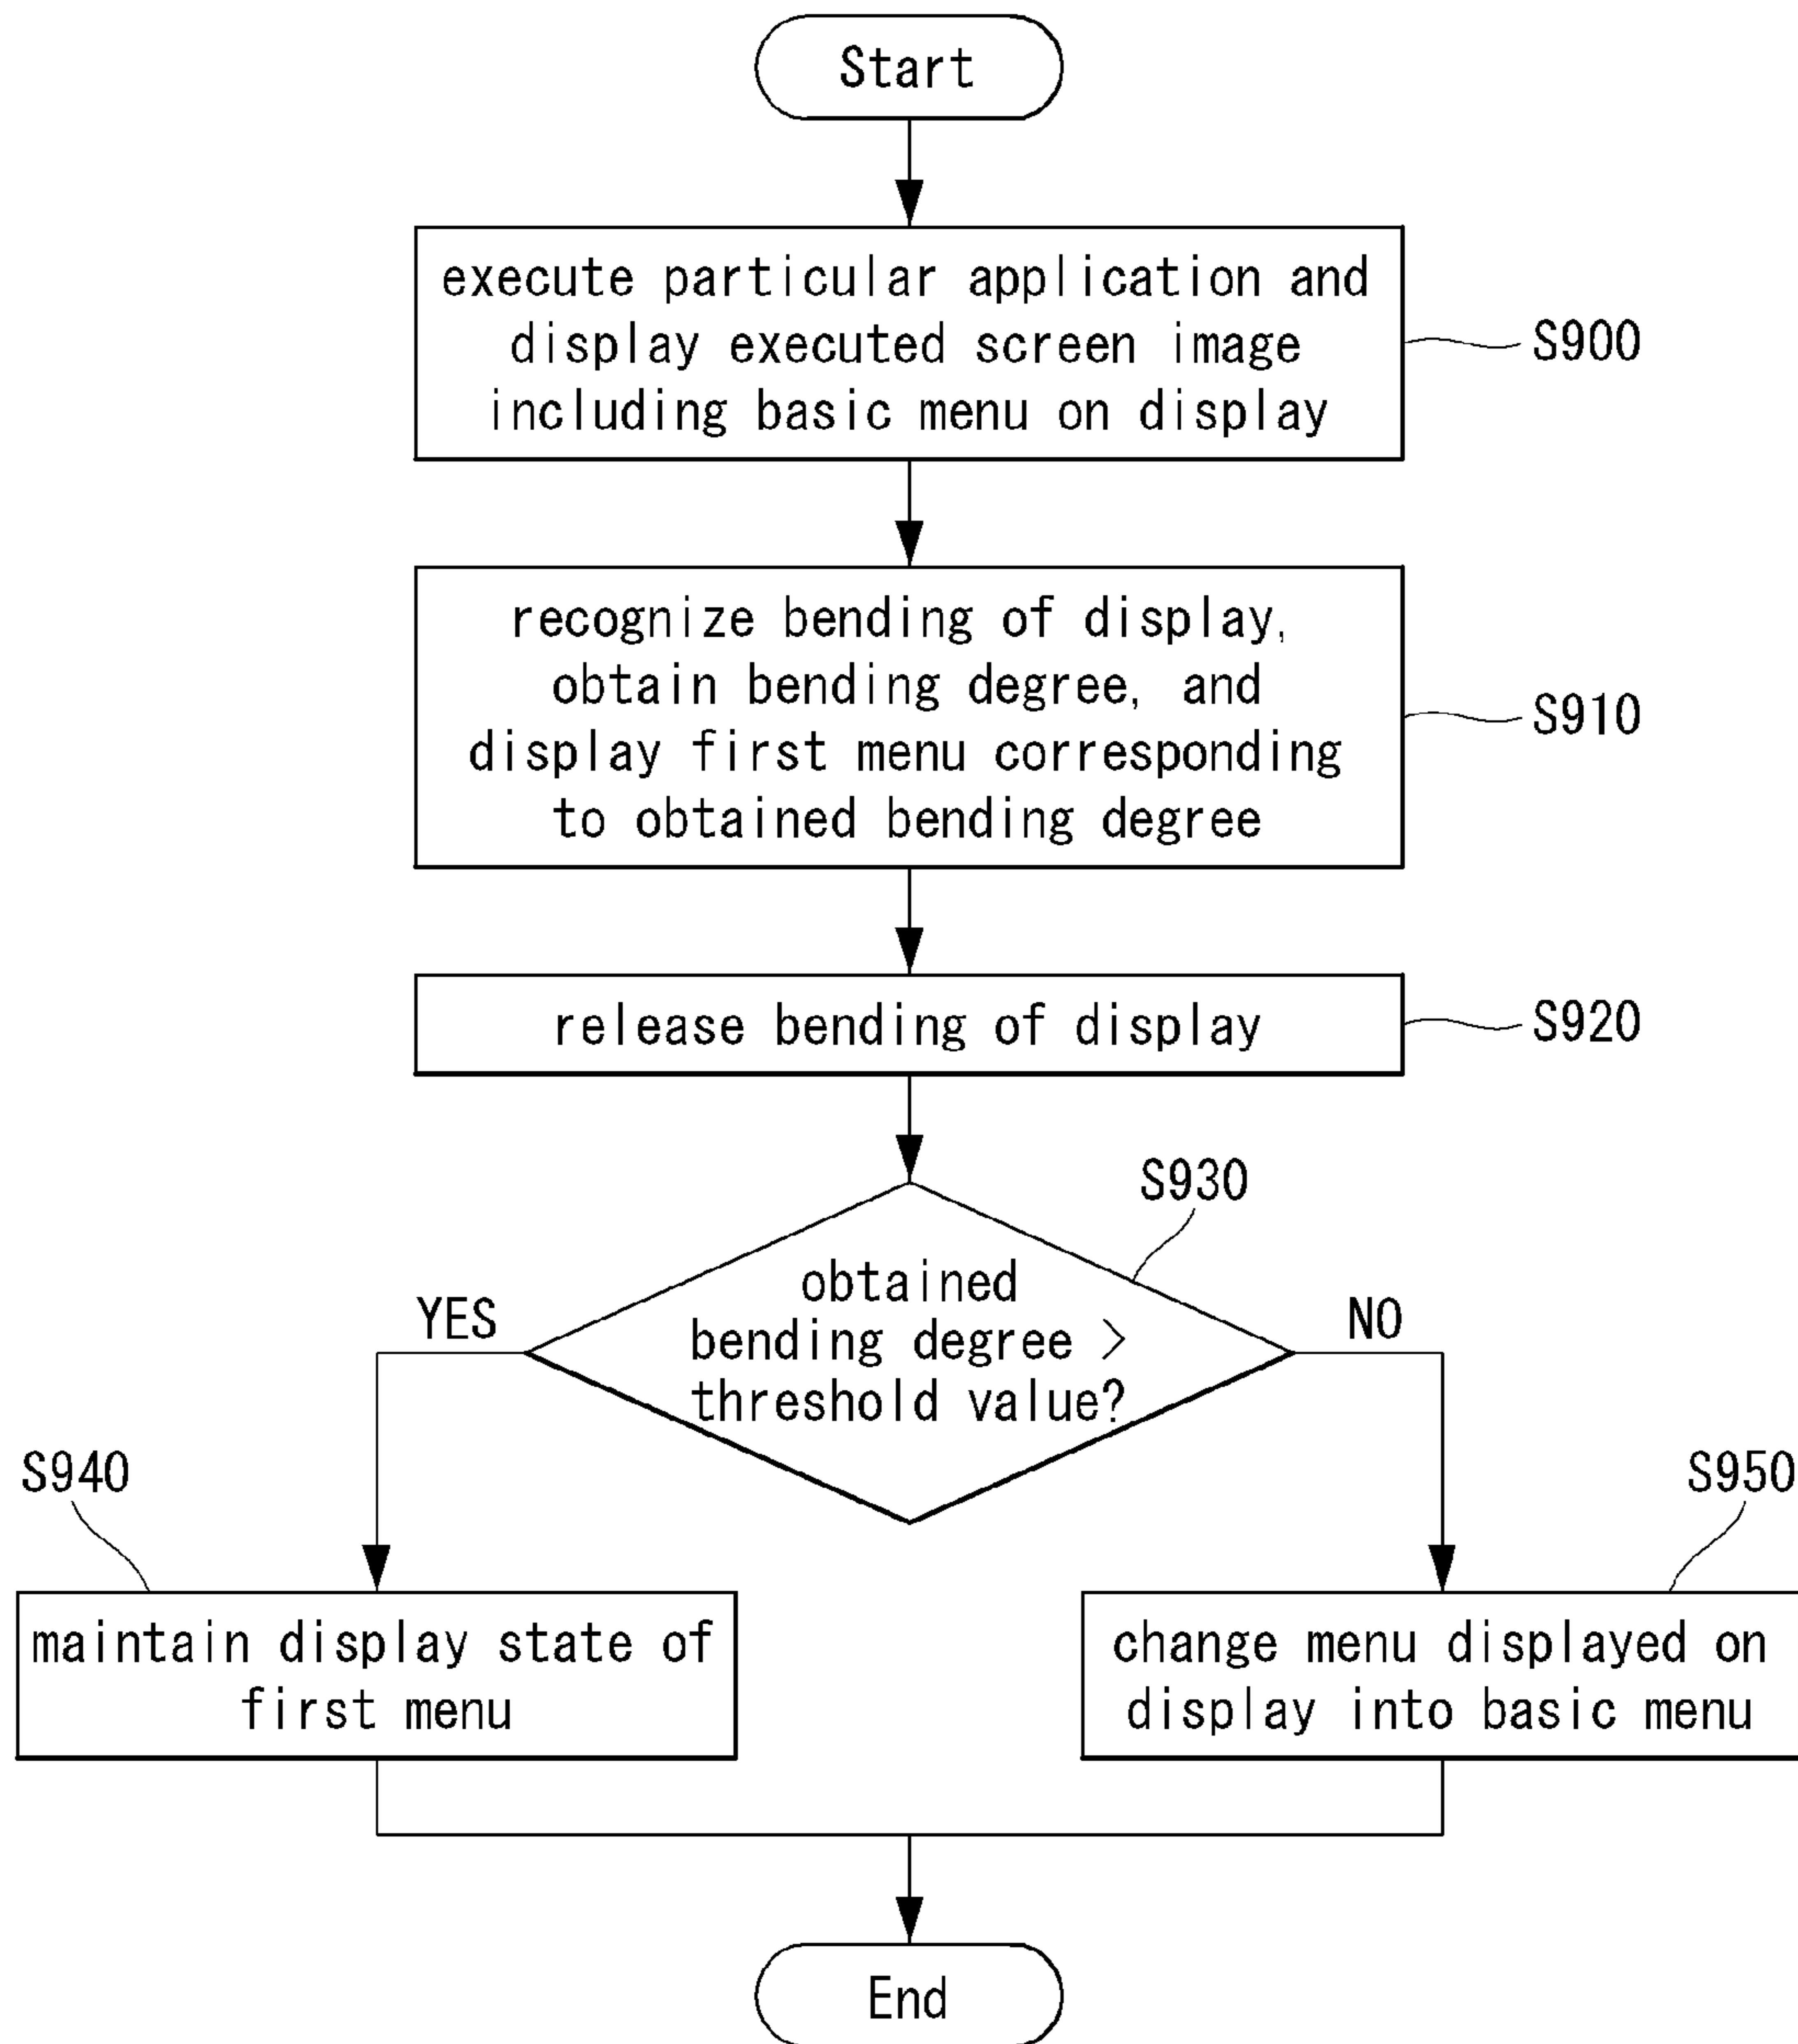 Start
execute particular application and
display executed screen image
including basic menu on display
S900
recognize bending of display,
obtain bending degree, and
display first menu corresponding
to obtained bending degree
S910
release bending of display
S920
S930
obtained
bending degree >
threshold value?
YES
NO
S940
S950
maintain display state of
first menu
change menu displayed on
display into basic menu
End